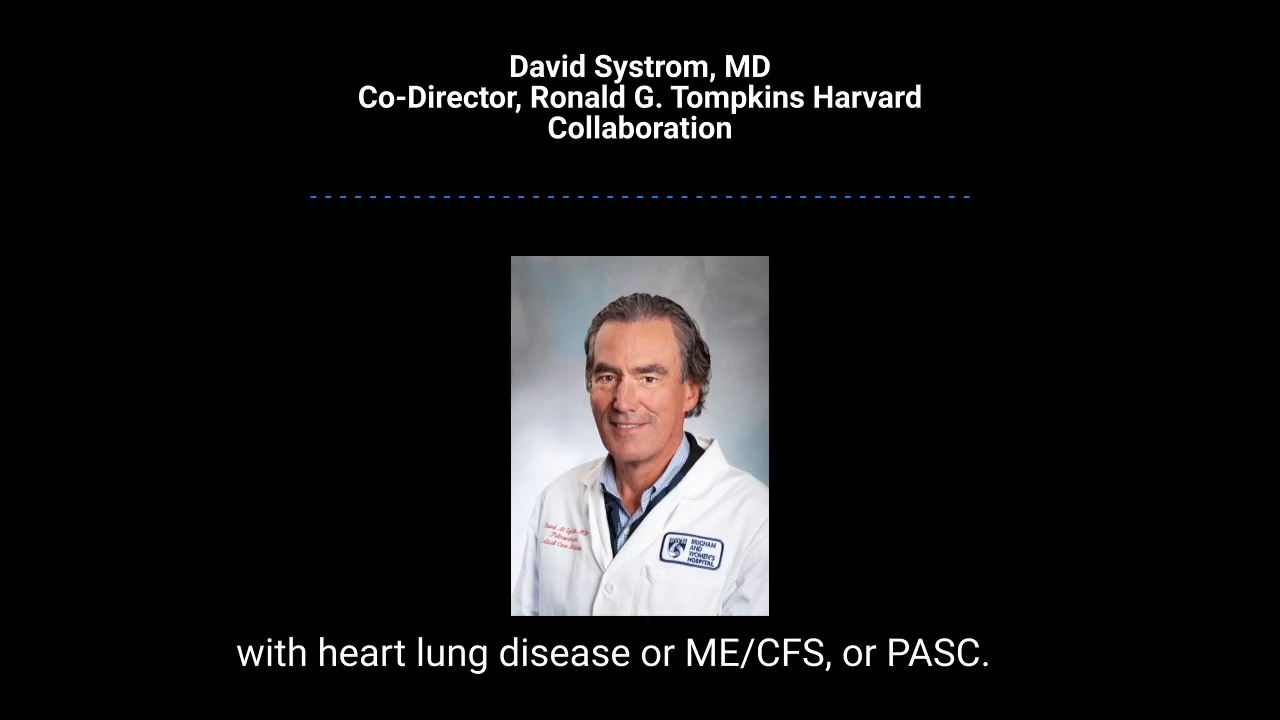 David Systrom, MD
Co-Director, Ronald G. Tompkins Harvard
Collaboration
BRIGHAM
AND
WOMEN'S
HOSPITAL
with heart lung disease or ME/CFS, or PASC.